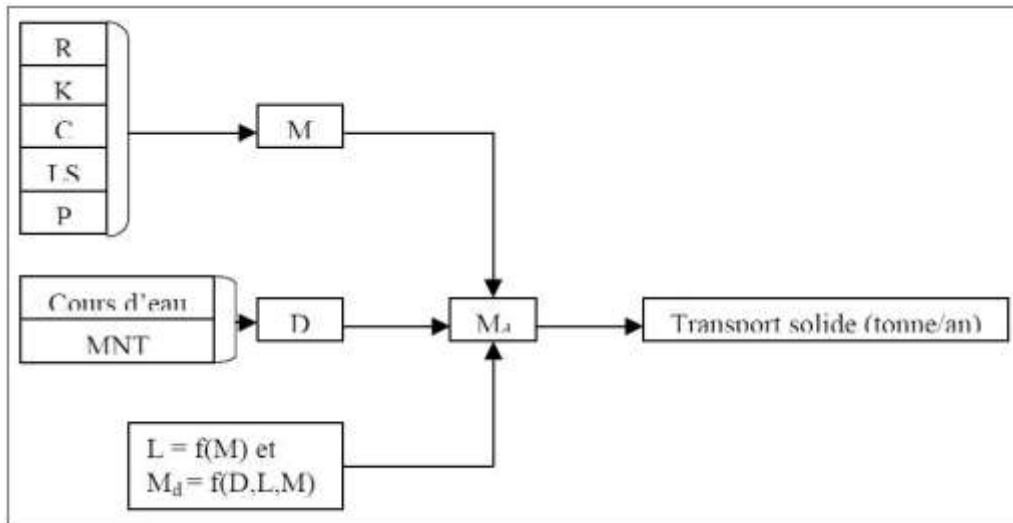 R
K
C
LS
P
M
Cours d'eau
MNT
D
Md
Transport solide (tonne/an)
L = f(M) et
Md = f(D,L,M)